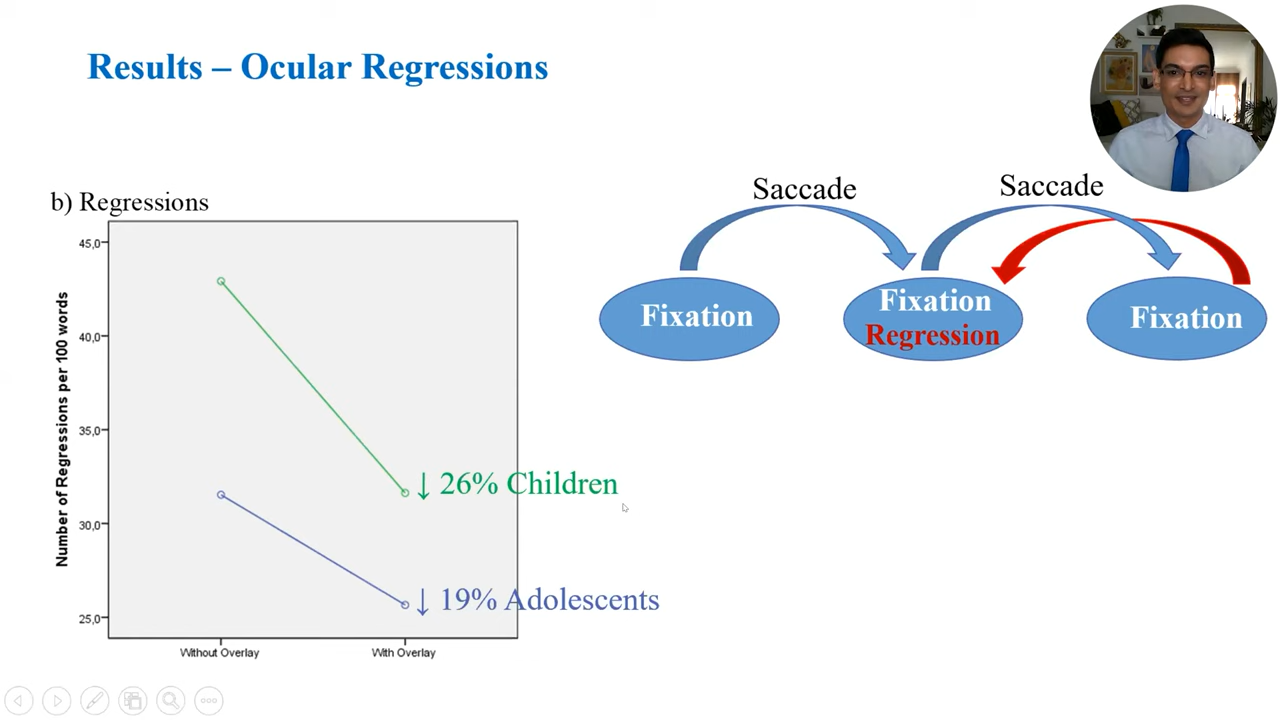 Results – Ocular Regressions
b) Regressions
Number of Regressions per 100 words
45,0
40,0
35,0
30,0
25,0
Without Overlay
With Overlay
↓ 26% Children
↓ 19% Adolescents
Saccade
Saccade
Fixation
Fixation
Regression
Fixation